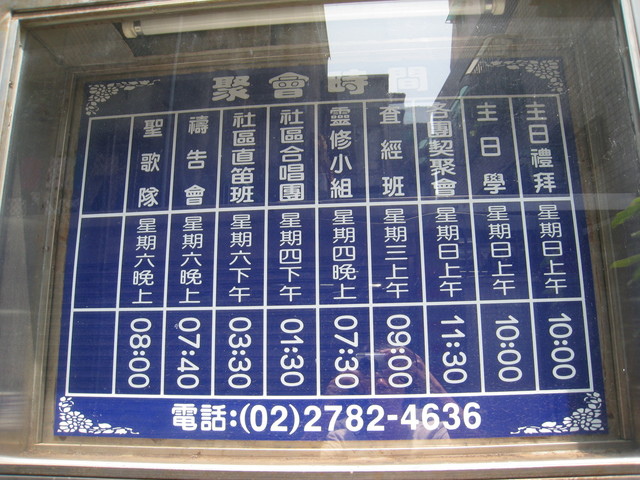 聚會時間
主日禮拜 星期日上午 10:00
主日學 星期日上午 10:00
各團契聚會 星期日上午 11:30
查經班 星期三上午 09:00
靈修小組 星期四晚上 07:30
社區合唱團 星期四下午 01:30
社區直笛班 星期六下午 03:30
禱告會 星期六晚上 07:40
聖歌隊 星期六晚上 08:00
電話:(02)2782-4636